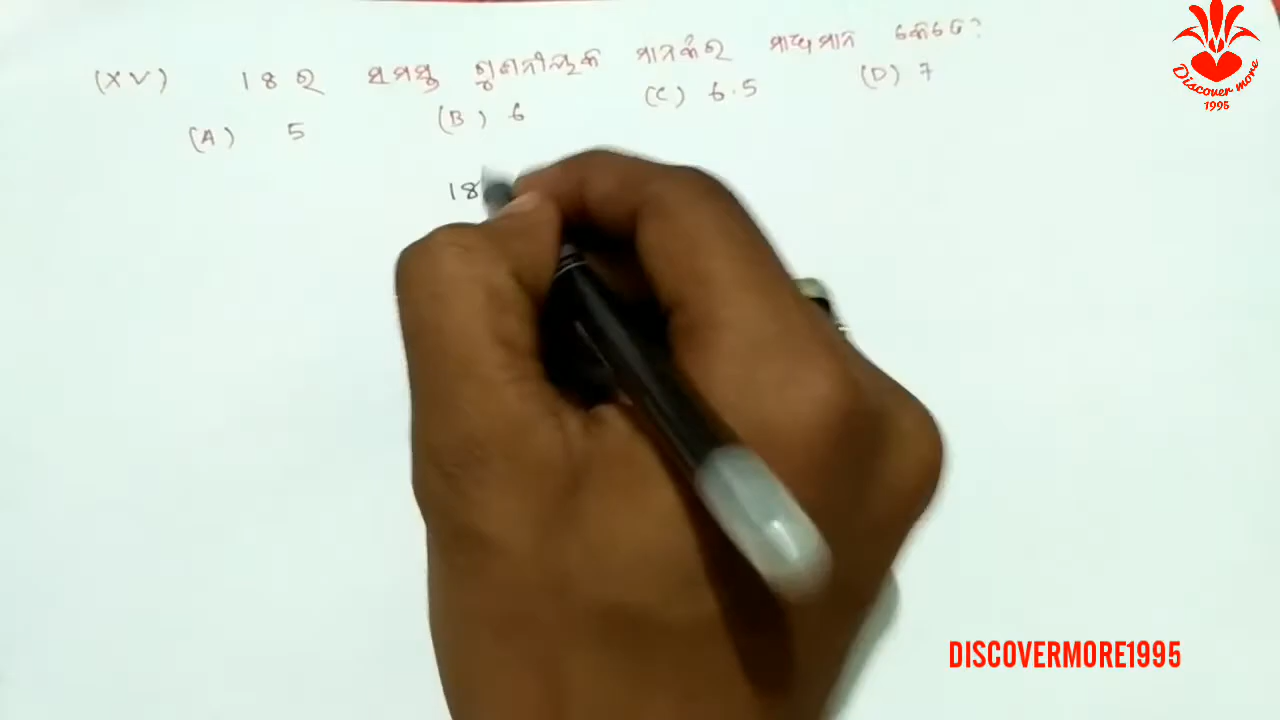 (XV) 18 ର ସମସ୍ତ ଗୁଣନୀୟକ ମାନଙ୍କର ମାଧ୍ୟମାନ କେତେ?
(A) 5 (B) 6 (C) 6.5 (D) 7
18
Discover more
1995
DISCOVERMORE1995